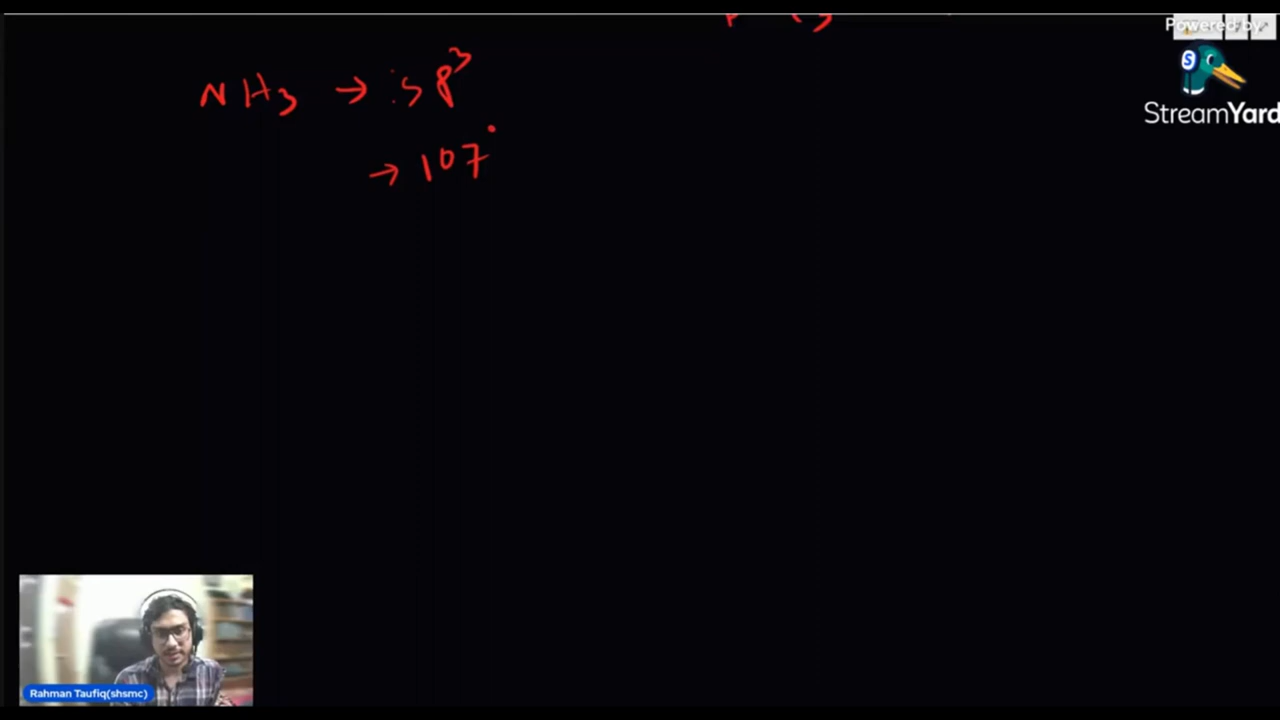 Powered by
StreamYard
NH3 → sp³
→ 107°
Rahman Taufiq(shsmc)